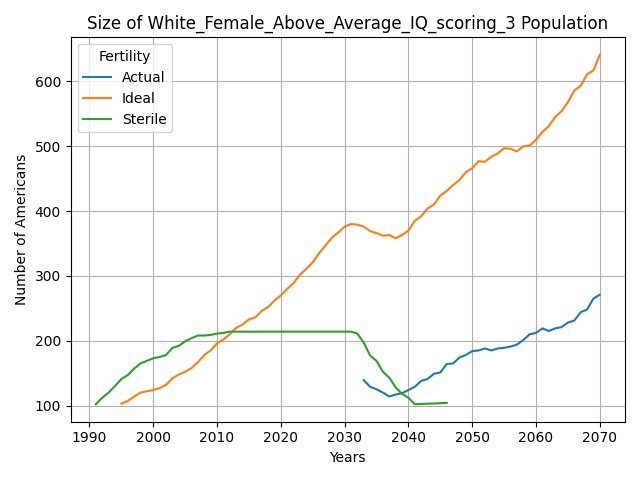 Size of White_Female_Above_Average_IQ_scoring_3 Population
Fertility
Actual
Ideal
Sterile
Number of Americans
600
500
400
300
200
100
1990 2000 2010 2020 2030 2040 2050 2060 2070
Years